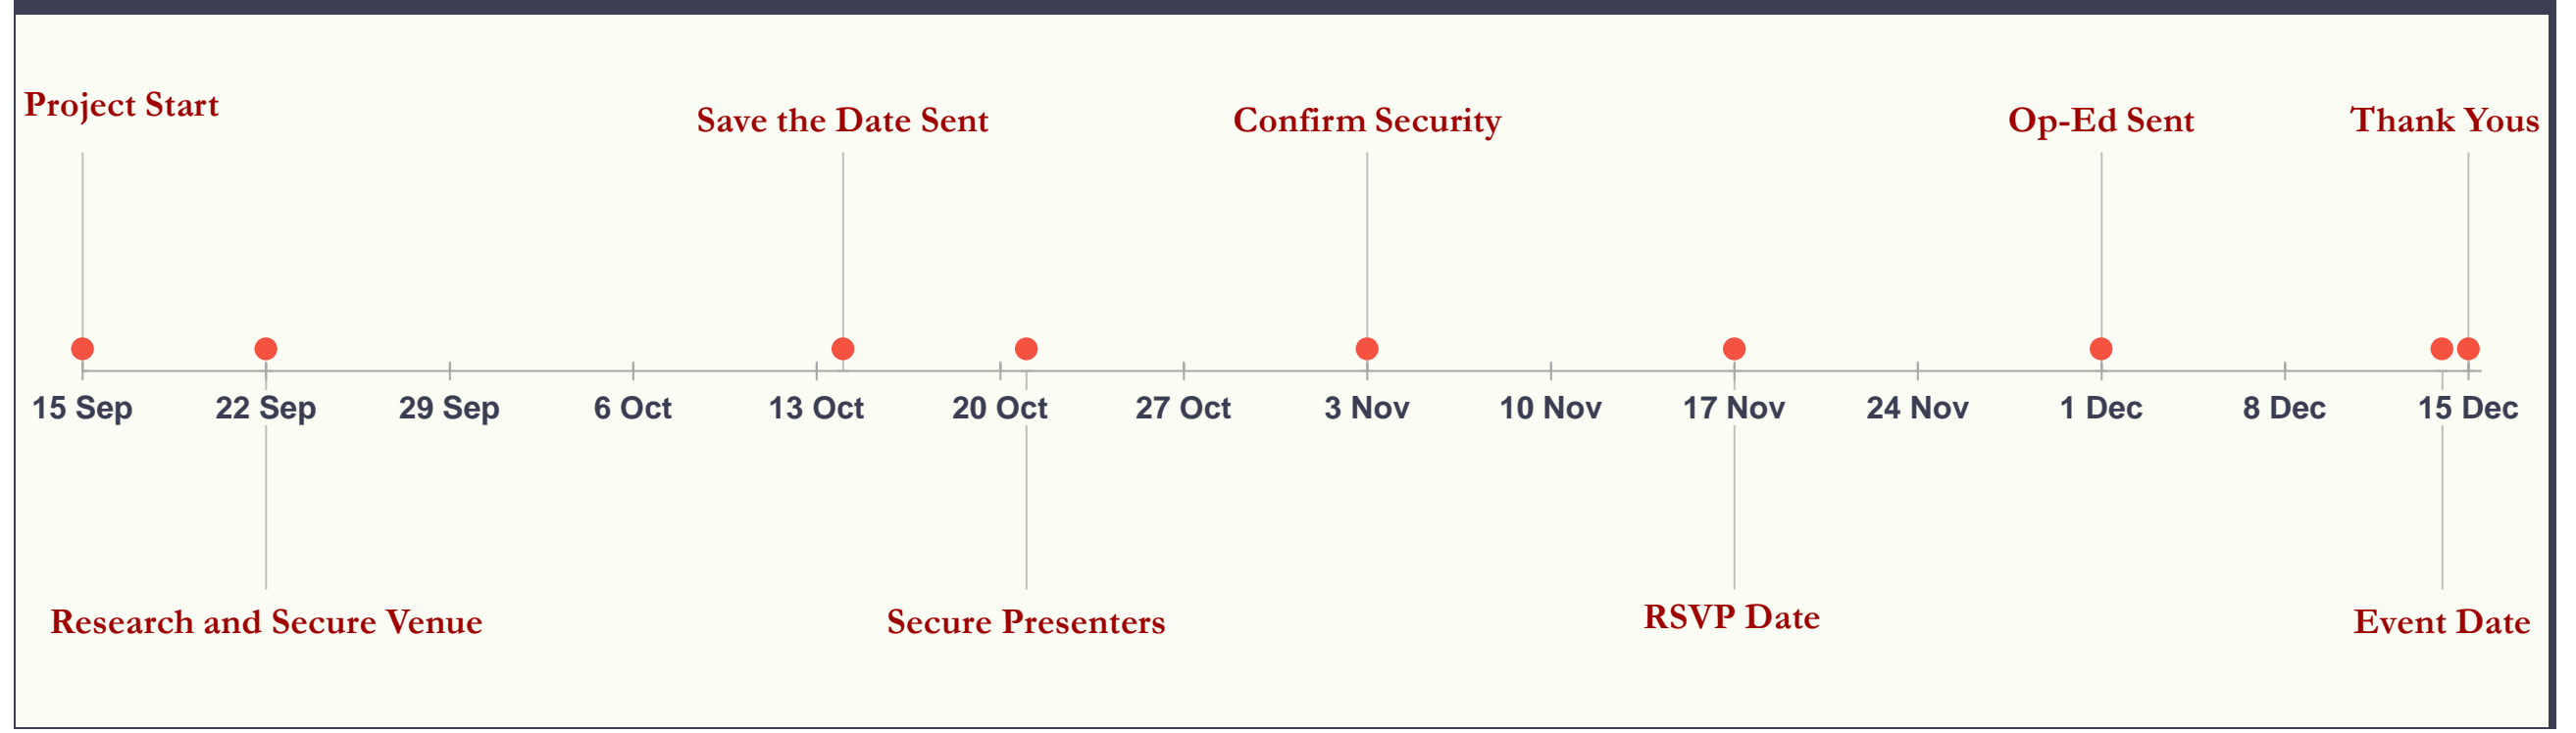 Project Start
Save the Date Sent
Confirm Security
Op-Ed Sent
Thank Yous
15 Sep
22 Sep
29 Sep
6 Oct
13 Oct
20 Oct
27 Oct
3 Nov
10 Nov
17 Nov
24 Nov
1 Dec
8 Dec
15 Dec
Research and Secure Venue
Secure Presenters
RSVP Date
Event Date